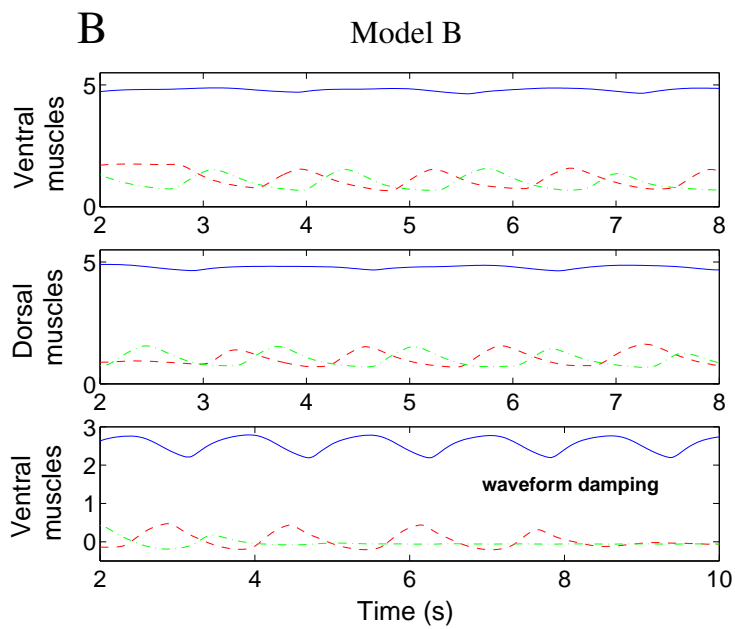 B
Model B
Ventral muscles
5
0
2 3 4 5 6 7 8
Dorsal muscles
5
0
2 3 4 5 6 7 8
Ventral muscles
3
2
1
0
waveform damping
2 4 6 8 10
Time (s)